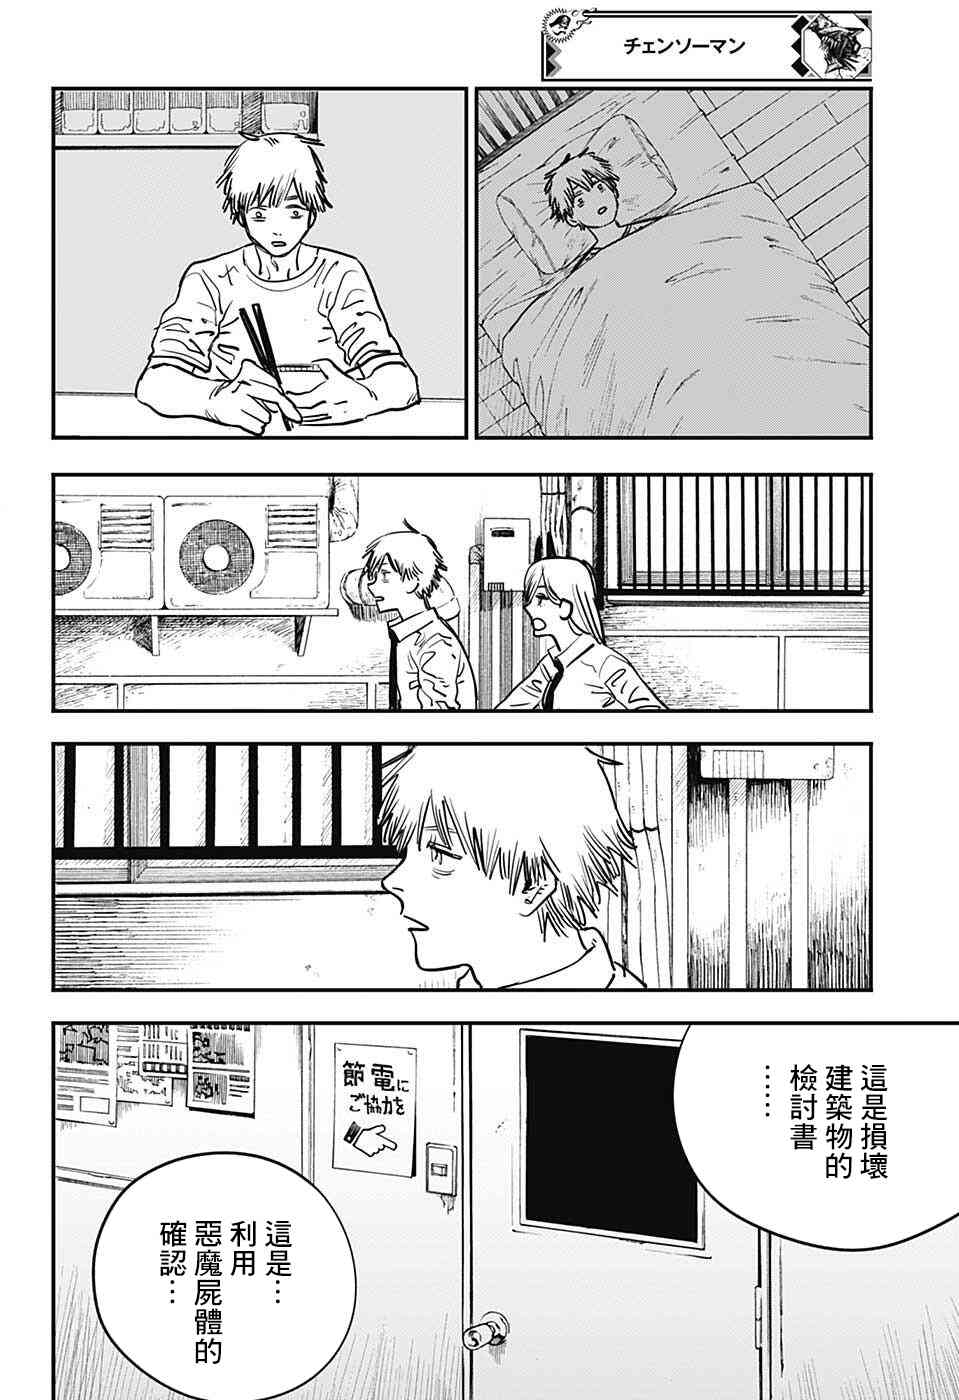 チェンソーマン
節電に
ご協力を
這是損壞
建築物的
檢討書
……
這是…
利用
惡魔屍體的
確認…